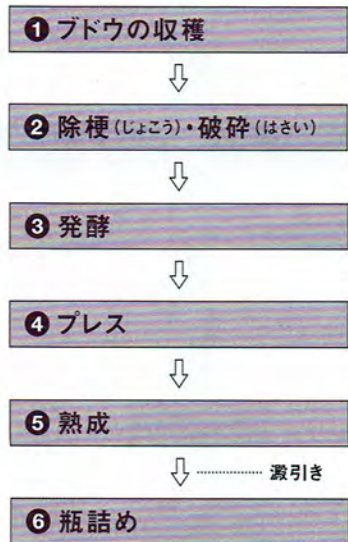 ❶ ブドウの収穫
❷ 除梗(じょこう)・破砕(はさい)
❸ 発酵
❹ プレス
❺ 熟成
澱引き
❻ 瓶詰め